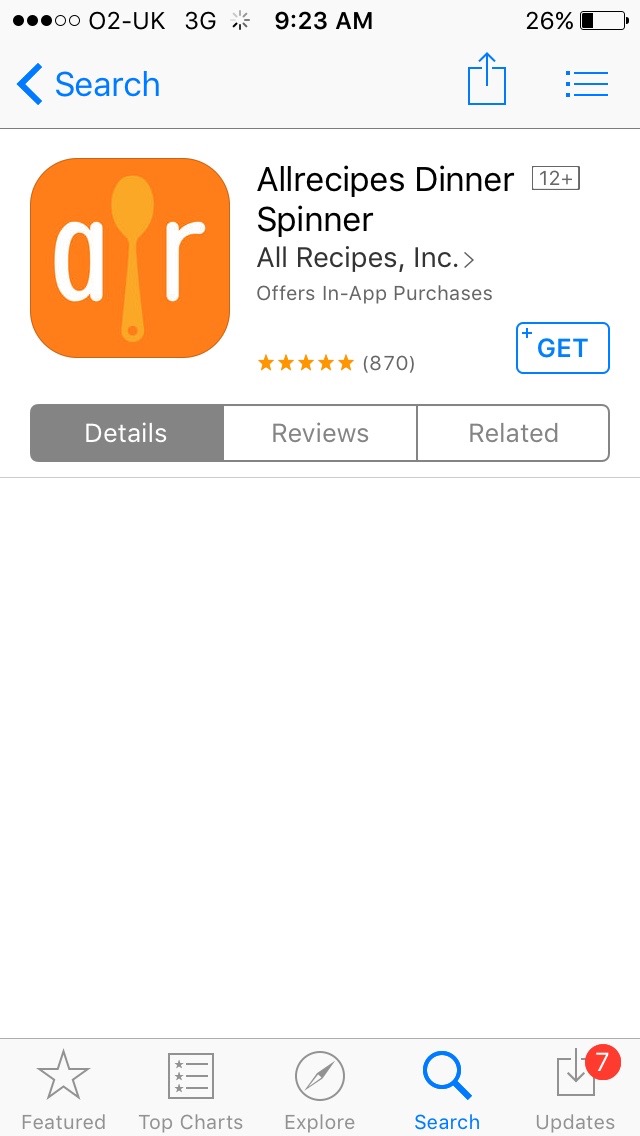 O2-UK 3G 9:23 AM 26%
Search
Allrecipes Dinner 12+
Spinner
All Recipes, Inc.
Offers In-App Purchases
(870)
+ GET
a r
Details Reviews Related
7
Featured Top Charts Explore Search Updates